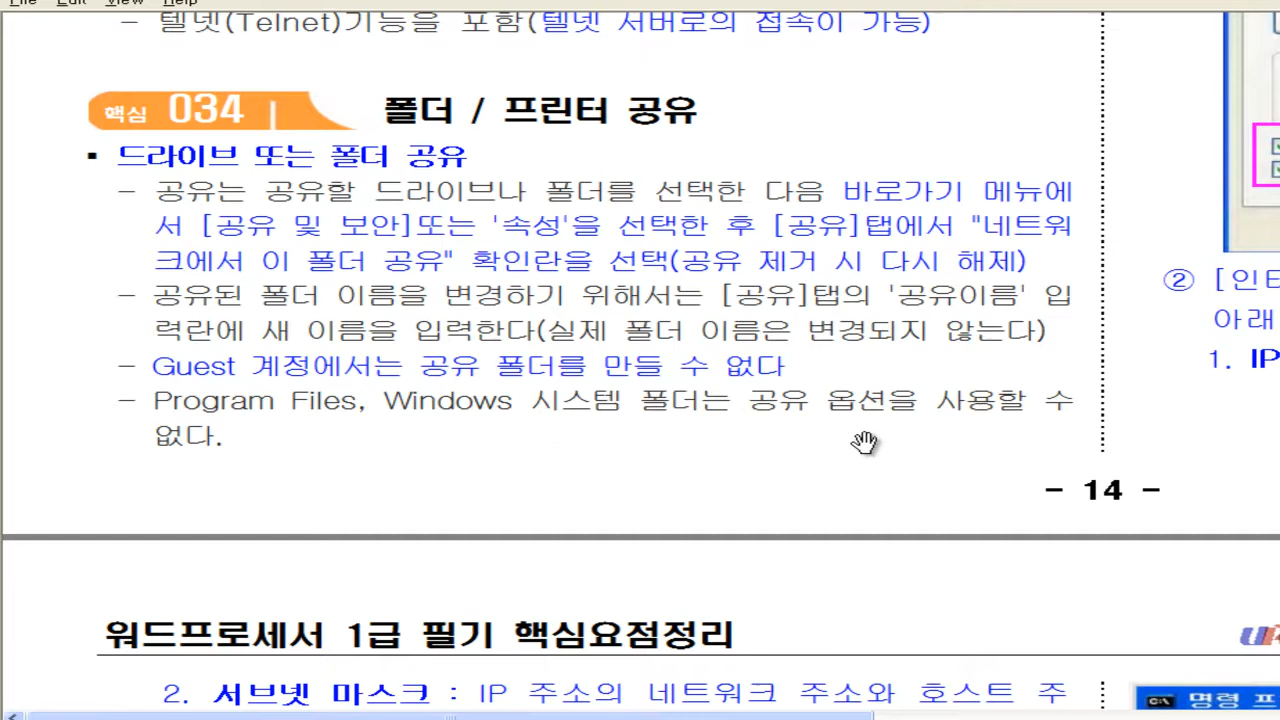 File Edit View Help
- 텔넷(Telnet)기능을 포함(텔넷 서버로의 접속이 가능)
핵심 034 폴더 / 프린터 공유
▪ 드라이브 또는 폴더 공유
- 공유는 공유할 드라이브나 폴더를 선택한 다음 바로가기 메뉴에
서 [공유 및 보안]또는 '속성'을 선택한 후 [공유]탭에서 "네트워
크에서 이 폴더 공유" 확인란을 선택(공유 제거 시 다시 해제)
- 공유된 폴더 이름을 변경하기 위해서는 [공유]탭의 '공유이름' 입
력란에 새 이름을 입력한다(실제 폴더 이름은 변경되지 않는다)
- Guest 계정에서는 공유 폴더를 만들 수 없다
- Program Files, Windows 시스템 폴더는 공유 옵션을 사용할 수
없다.
② [인터
아래
1. IP
- 14 -
워드프로세서 1급 필기 핵심요점정리
2. 서브넷 마스크 : IP 주소의 네트워크 주소와 호스트 주
명령 프